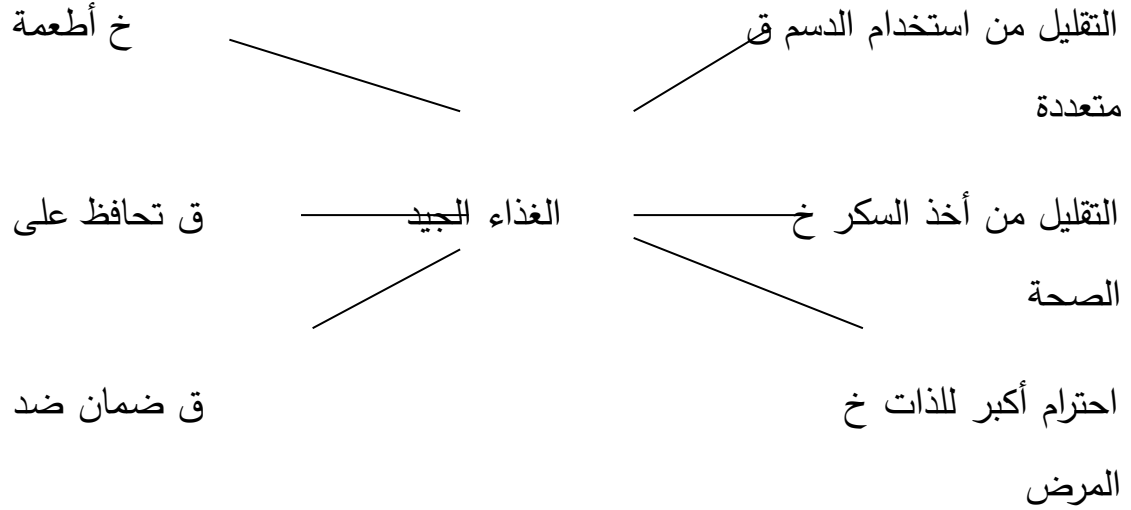 التقليل من استخدام الدسم ق خ أطعمة
متعددة
التقليل من أخذ السكر خ الغذاء الجيد ق تحافظ على
الصحة
احترام أكبر للذات خ ق ضمان ضد
المرض